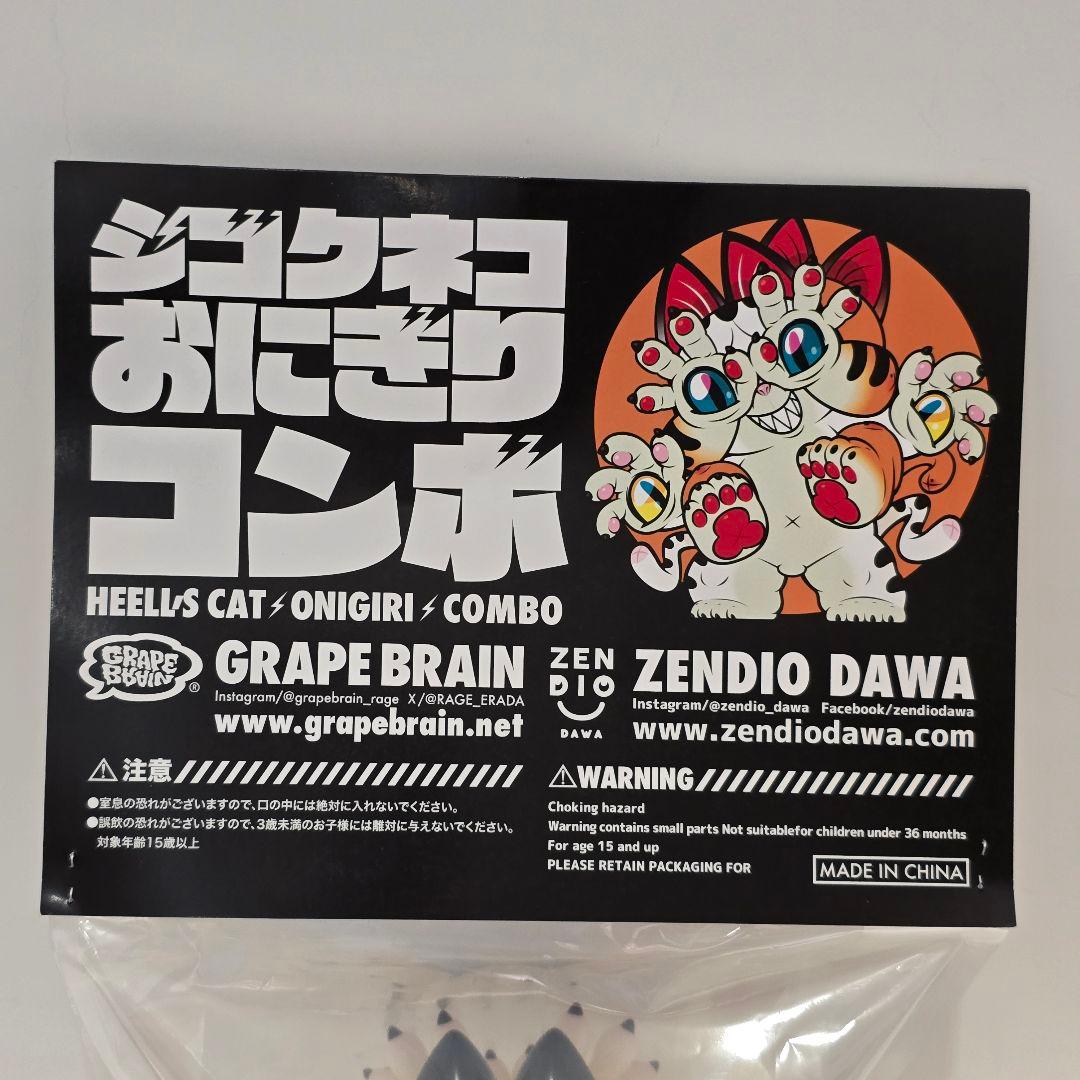 ジゴクネコ
おにぎり
コンボ
HEELL'S CAT⚡ONIGIRI⚡COMBO
GRAPE
BRAIN
®
GRAPE BRAIN
Instagram/@grapebrain_rage X/@RAGE_ERADA
www.grapebrain.net
ZEN
DIO
DAWA
ZENDIO DAWA
Instagram/@zendio_dawa Facebook/zendiodawa
www.zendiodawa.com
⚠注意
●窒息の恐れがございますので、口の中には絶対に入れないでください。
●誤飲の恐れがございますので、3歳未満のお子様には離対に与えないでください。
対象年齢15歳以上
⚠WARNING
Choking hazard
Warning contains small parts Not suitablefor children under 36 months
For age 15 and up
PLEASE RETAIN PACKAGING FOR
MADE IN CHINA